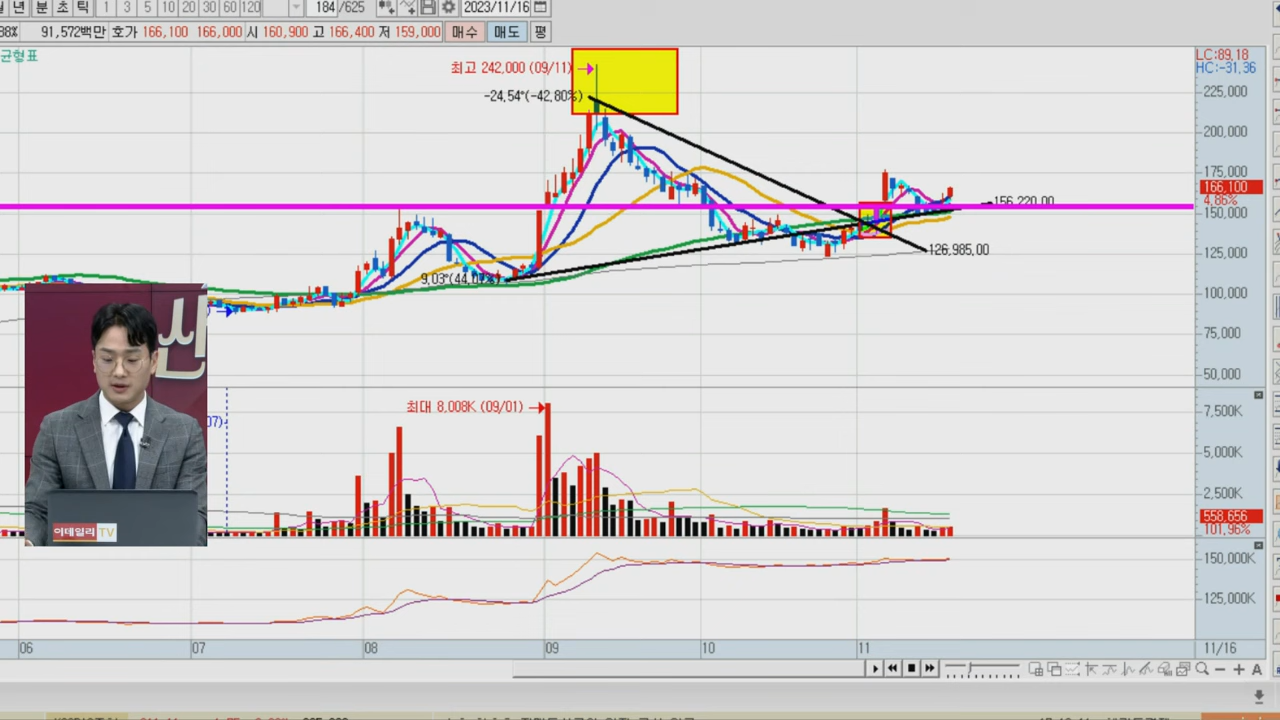 년 분 초 틱 1 3 5 10 20 30 60 120 184 /625 2023/11/16
91,572백만 호가 166,100 166,000 시 160,900 고 166,400 저 159,000 매수 매도 평
균형표
LC:89,18
HC:-31,36
최고 242,000 (09/11)
-24,54°(-42,80%)
225,000
200,000
175,000
166,100
4,86%
156,220,00
150,000
126,985,00
125,000
9,03°(44,07%)
100,000
75,000
50,000
최대 8,008K (09/01)
07)
7,500K
5,000K
2,500K
558,656
101,96%
이데일리 TV
150,000K
125,000K
06 07 08 09 10 11 11/16
A